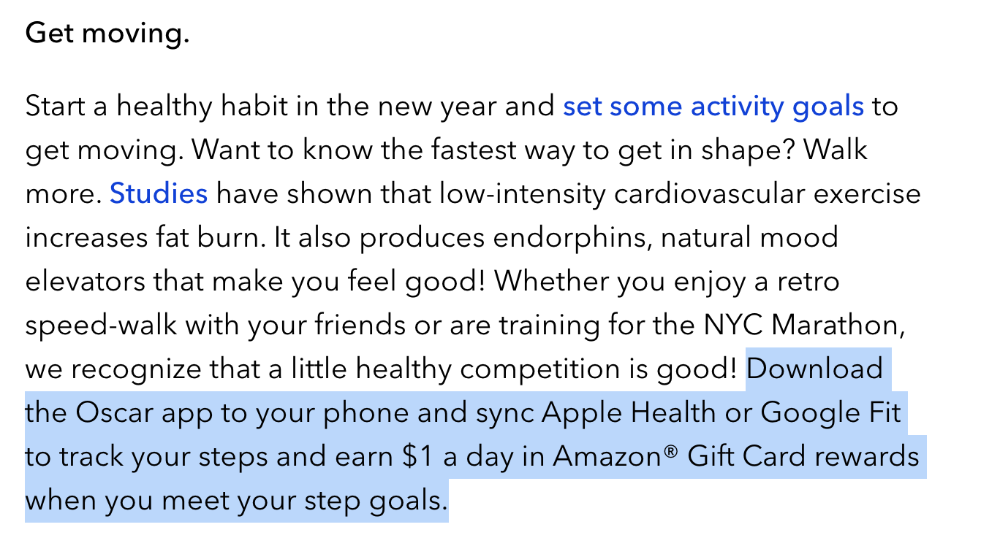 Get moving.
Start a healthy habit in the new year and set some activity goals to
get moving. Want to know the fastest way to get in shape? Walk
more. Studies have shown that low-intensity cardiovascular exercise
increases fat burn. It also produces endorphins, natural mood
elevators that make you feel good! Whether you enjoy a retro
speed-walk with your friends or are training for the NYC Marathon,
we recognize that a little healthy competition is good! Download
the Oscar app to your phone and sync Apple Health or Google Fit
to track your steps and earn $1 a day in Amazon® Gift Card rewards
when you meet your step goals.